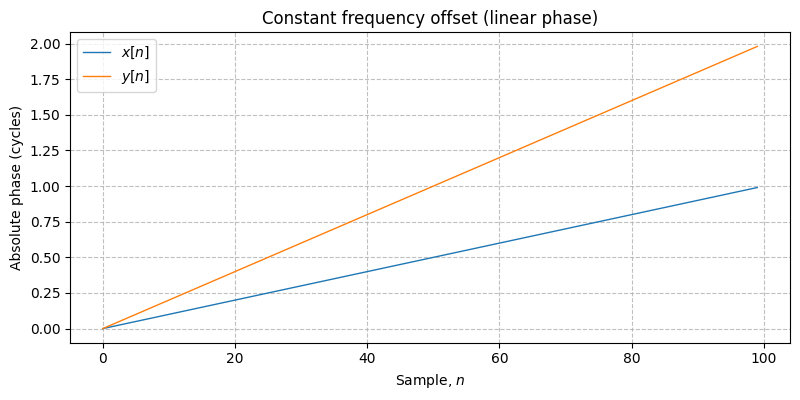 Constant frequency offset (linear phase)
x[n]
y[n]
Absolute phase (cycles)
2.00
1.75
1.50
1.25
1.00
0.75
0.50
0.25
0.00
0 20 40 60 80 100
Sample, n